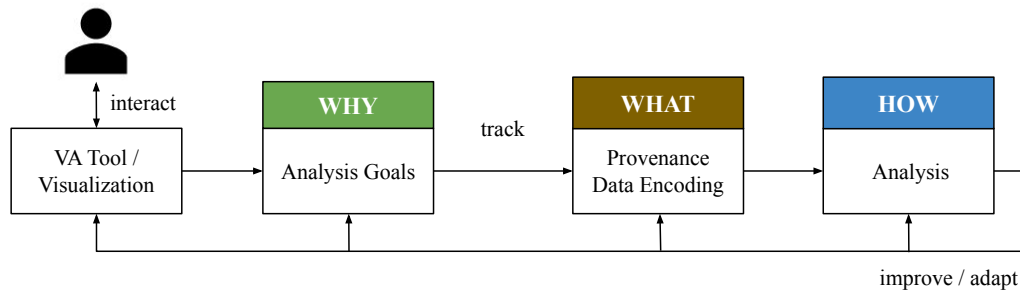 interact
WHY
WHAT
HOW
track
VA Tool /
Visualization
Analysis Goals
Provenance
Data Encoding
Analysis
improve / adapt